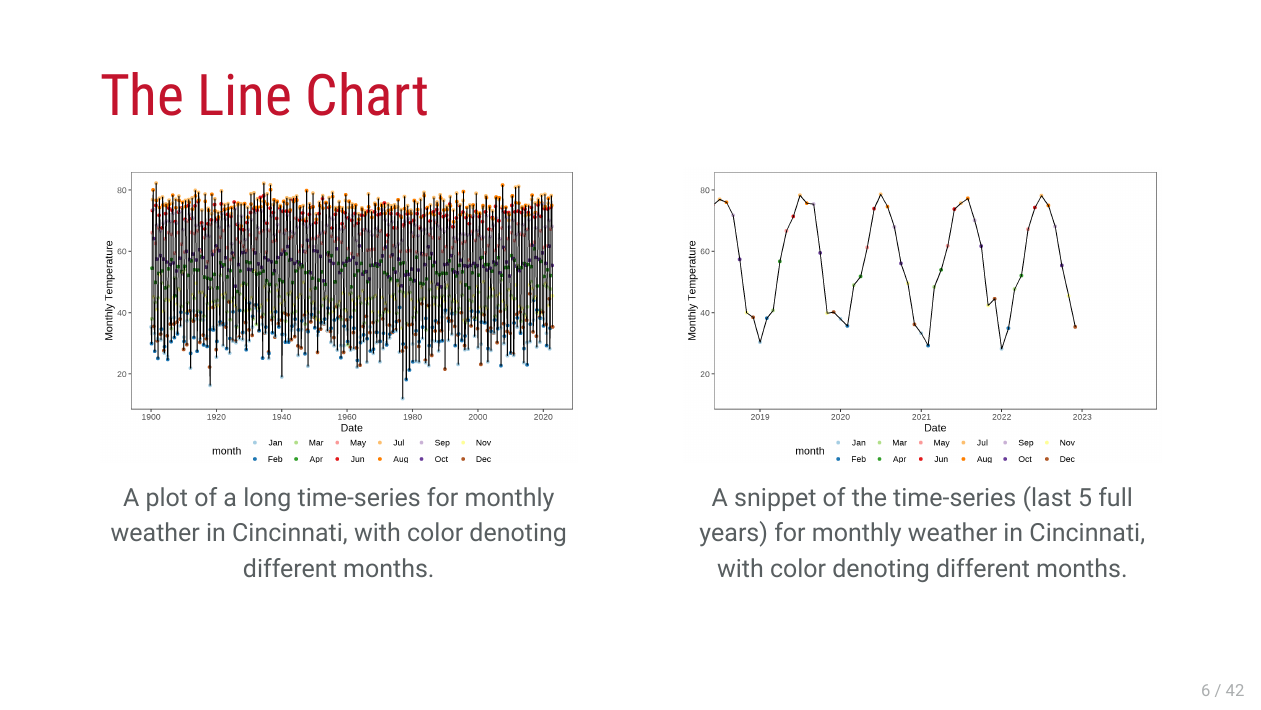 The Line Chart
Monthly Temperature
80
60
40
20
1900
1920
1940
1960
1980
2000
2020
Date
month
Jan
Mar
May
Jul
Sep
Nov
Feb
Apr
Jun
Aug
Oct
Dec
A plot of a long time-series for monthly
weather in Cincinnati, with color denoting
different months.
Monthly Temperature
80
60
40
20
2019
2020
2021
2022
2023
Date
month
Jan
Mar
May
Jul
Sep
Nov
Feb
Apr
Jun
Aug
Oct
Dec
A snippet of the time-series (last 5 full
years) for monthly weather in Cincinnati,
with color denoting different months.
6 / 42